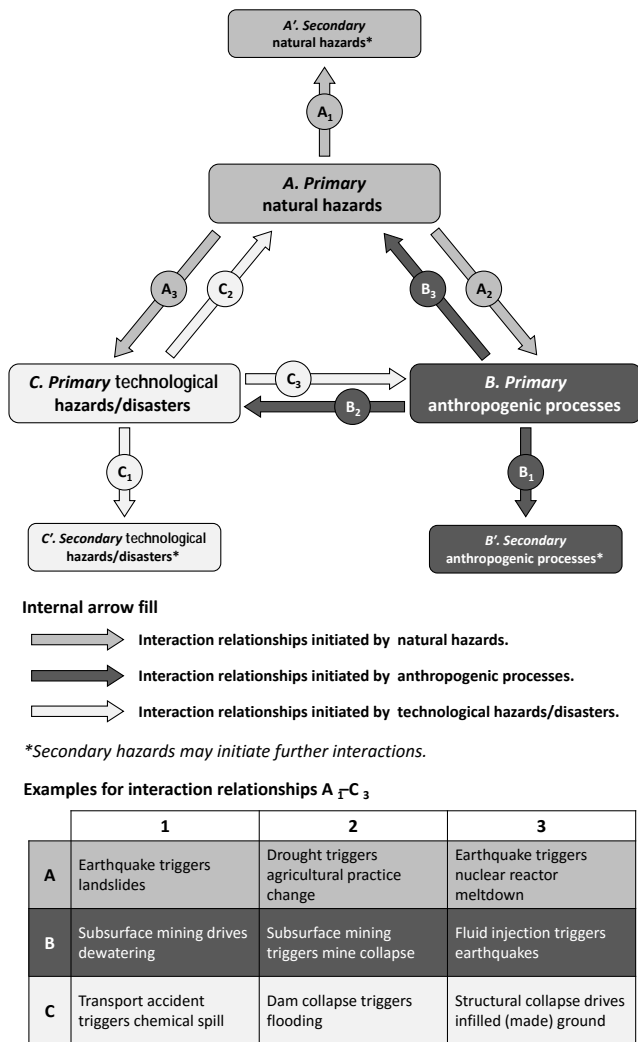 A'. Secondary
natural hazards*
A₁
A. Primary
natural hazards
A₃
C₂
B₃
A₂
C. Primary technological
hazards/disasters
C₃
B₂
B. Primary
anthropogenic processes
C₁
B₁
C'. Secondary technological
hazards/disasters*
B'. Secondary
anthropogenic processes*
Internal arrow fill
Interaction relationships initiated by natural hazards.
Interaction relationships initiated by anthropogenic processes.
Interaction relationships initiated by technological hazards/disasters.
*Secondary hazards may initiate further interactions.
Examples for interaction relationships A₁–C₃
1 2 3
A
Earthquake triggers
landslides
Drought triggers
agricultural practice
change
Earthquake triggers
nuclear reactor
meltdown
B
Subsurface mining drives
dewatering
Subsurface mining
triggers mine collapse
Fluid injection triggers
earthquakes
C
Transport accident
triggers chemical spill
Dam collapse triggers
flooding
Structural collapse drives
infilled (made) ground